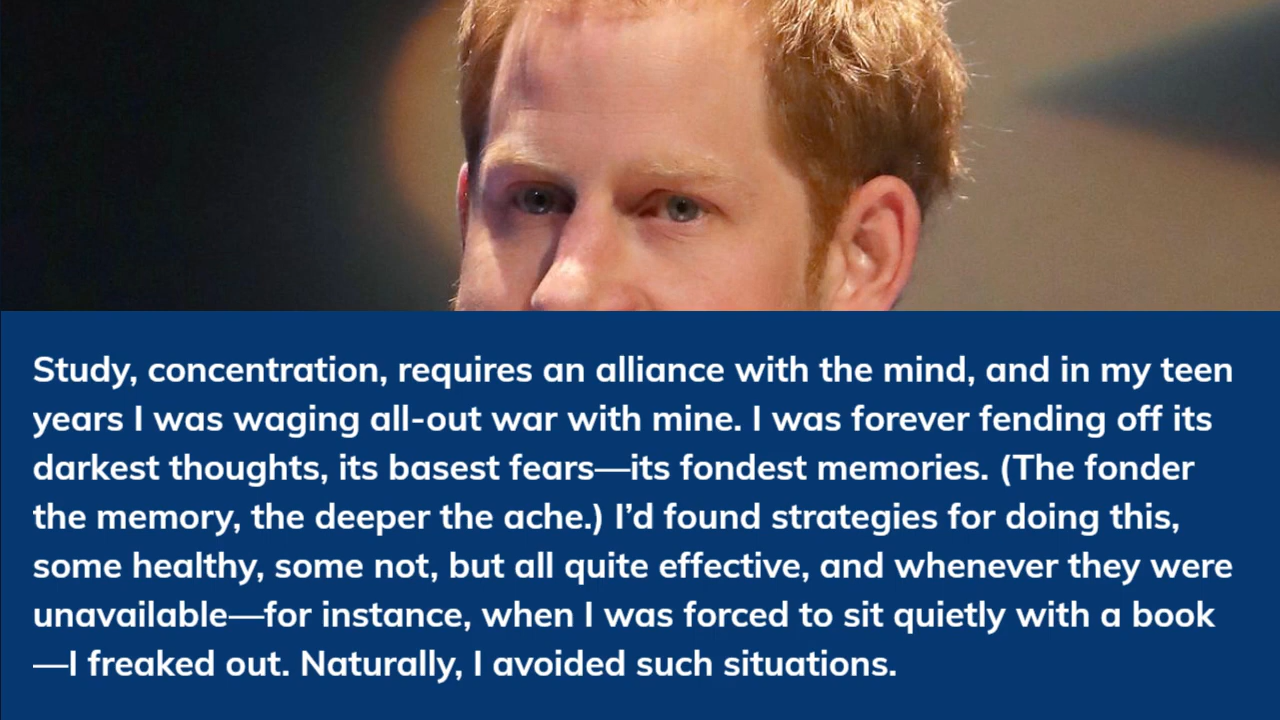 Study, concentration, requires an alliance with the mind, and in my teen
years I was waging all-out war with mine. I was forever fending off its
darkest thoughts, its basest fears—its fondest memories. (The fonder
the memory, the deeper the ache.) I’d found strategies for doing this,
some healthy, some not, but all quite effective, and whenever they were
unavailable—for instance, when I was forced to sit quietly with a book
—I freaked out. Naturally, I avoided such situations.